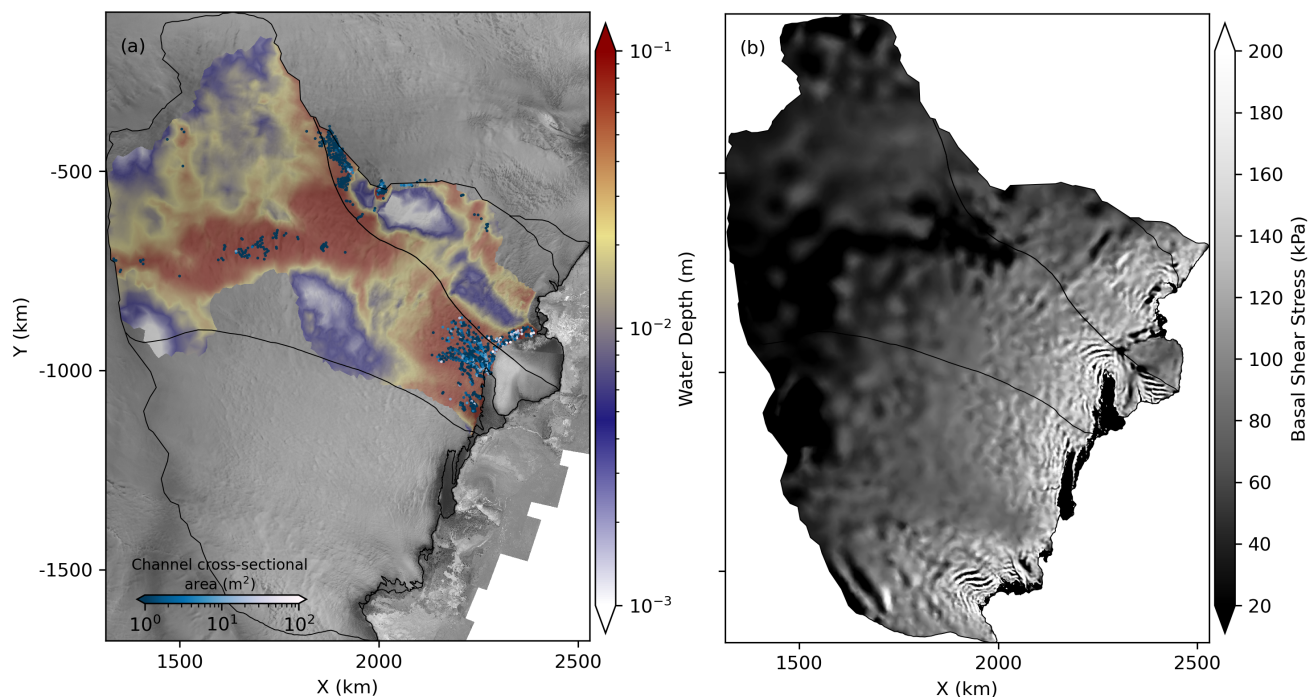 (a)
-500
-1000
-1500
Y (km)
1500
2000
2500
X (km)
Channel cross-sectional
area (m²)
10⁰
10¹
10²
10⁻¹
10⁻²
10⁻³
Water Depth (m)
(b)
1500
2000
2500
X (km)
200
180
160
140
120
100
80
60
40
20
Basal Shear Stress (kPa)